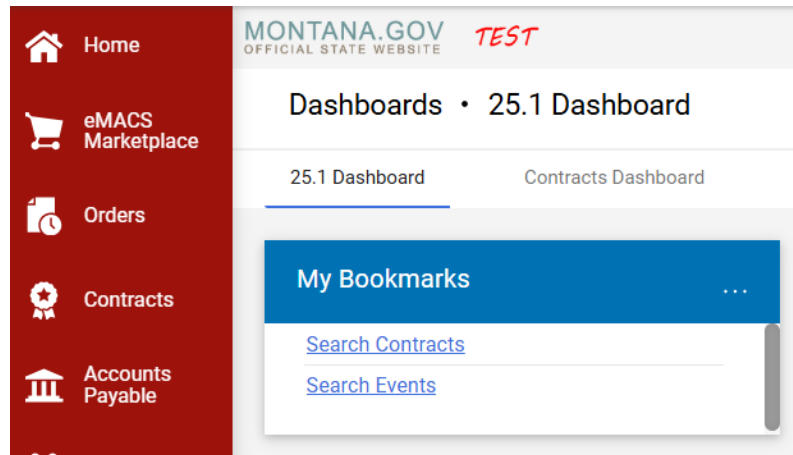 Home
MONTANA.GOV
OFFICIAL STATE WEBSITE
TEST
eMACS
Marketplace
Orders
Contracts
Accounts
Payable
Dashboards • 25.1 Dashboard
25.1 Dashboard
Contracts Dashboard
My Bookmarks
...
Search Contracts
Search Events